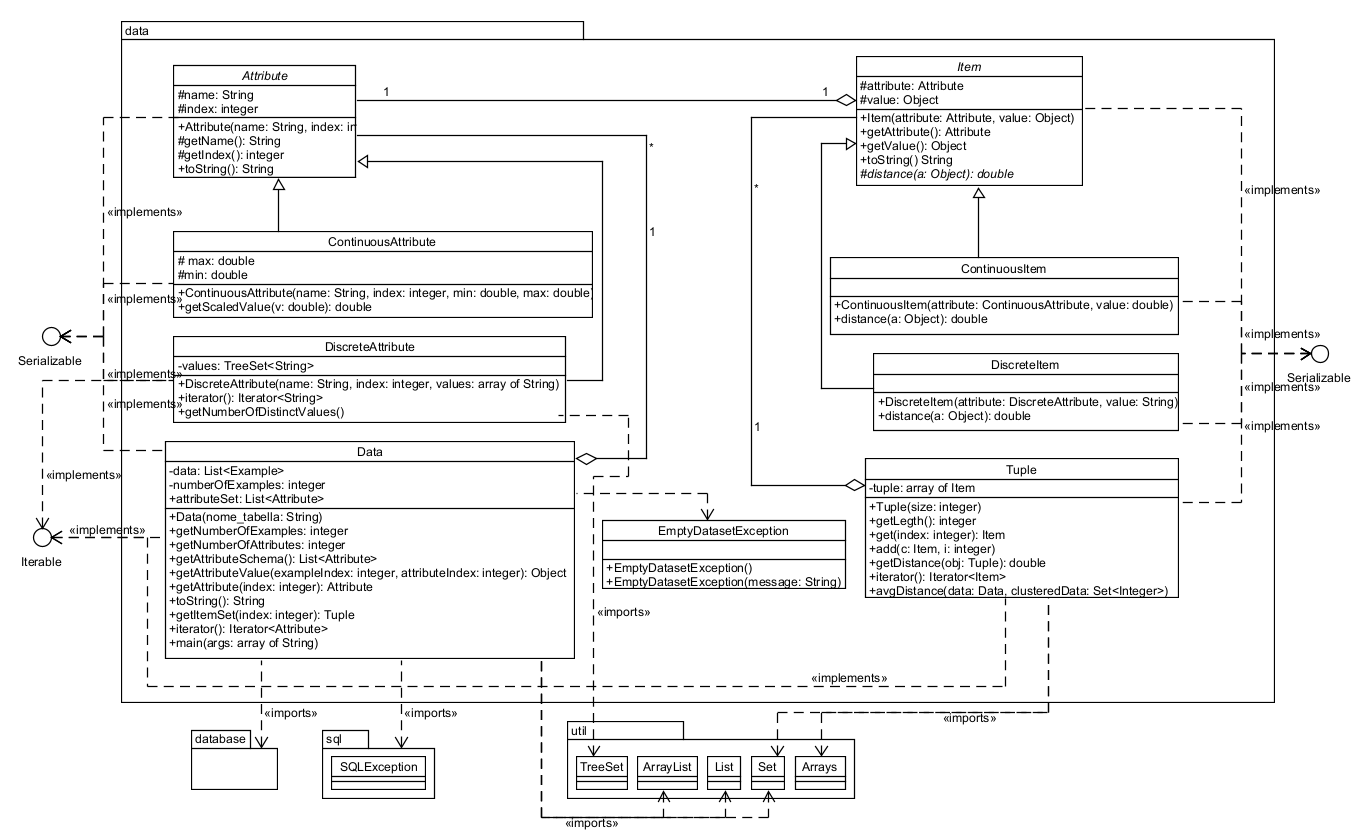 data
Attribute
#name: String
#index: integer
+Attribute(name: String, index: in
#getName(): String
#getIndex(): integer
+toString(): String
1
1
Item
#attribute: Attribute
#value: Object
+Item(attribute: Attribute, value: Object)
+getAttribute(): Attribute
+getValue(): Object
+toString() String
#distance(a: Object): double
*
*
«implements»
«implements»
1
ContinuousAttribute
# max: double
#min: double
+ContinuousAttribute(name: String, index: integer, min: double, max: double)
+getScaledValue(v: double): double
«implements»
ContinuousItem
+ContinuousItem(attribute: ContinuousAttribute, value: double)
+distance(a: Object): double
«implements»
Serializable
DiscreteAttribute
-values: TreeSet<String>
+DiscreteAttribute(name: String, index: integer, values: array of String)
+iterator(): Iterator<String>
+getNumberOfDistinctValues()
«implements»
«implements»
DiscreteItem
+DiscreteItem(attribute: DiscreteAttribute, value: String)
+distance(a: Object): double
Serializable
«implements»
«implements»
1
Data
-data: List<Example>
-numberOfExamples: integer
+attributeSet: List<Attribute>
+Data(nome_tabella: String)
+getNumberOfExamples: integer
+getNumberOfAttributes: integer
+getAttributeSchema(): List<Attribute>
+getAttributeValue(exampleIndex: integer, attributeIndex: integer): Object
+getAttribute(index: integer): Attribute
+toString(): String
+getItemSet(index: integer): Tuple
+iterator(): Iterator<Attribute>
+main(args: array of String)
«implements»
«implements»
Iterable
Tuple
-tuple: array of Item
+Tuple(size: integer)
+getLegth(): integer
+get(index: integer): Item
+add(c: Item, i: integer)
+getDistance(obj: Tuple): double
+iterator(): Iterator<Item>
+avgDistance(data: Data, clusteredData: Set<Integer>)
EmptyDatasetException
+EmptyDatasetException()
+EmptyDatasetException(message: String)
«imports»
«implements»
«imports»
«imports»
«imports»
database
sql
SQLException
util
TreeSet
ArrayList
List
Set
Arrays
«imports»